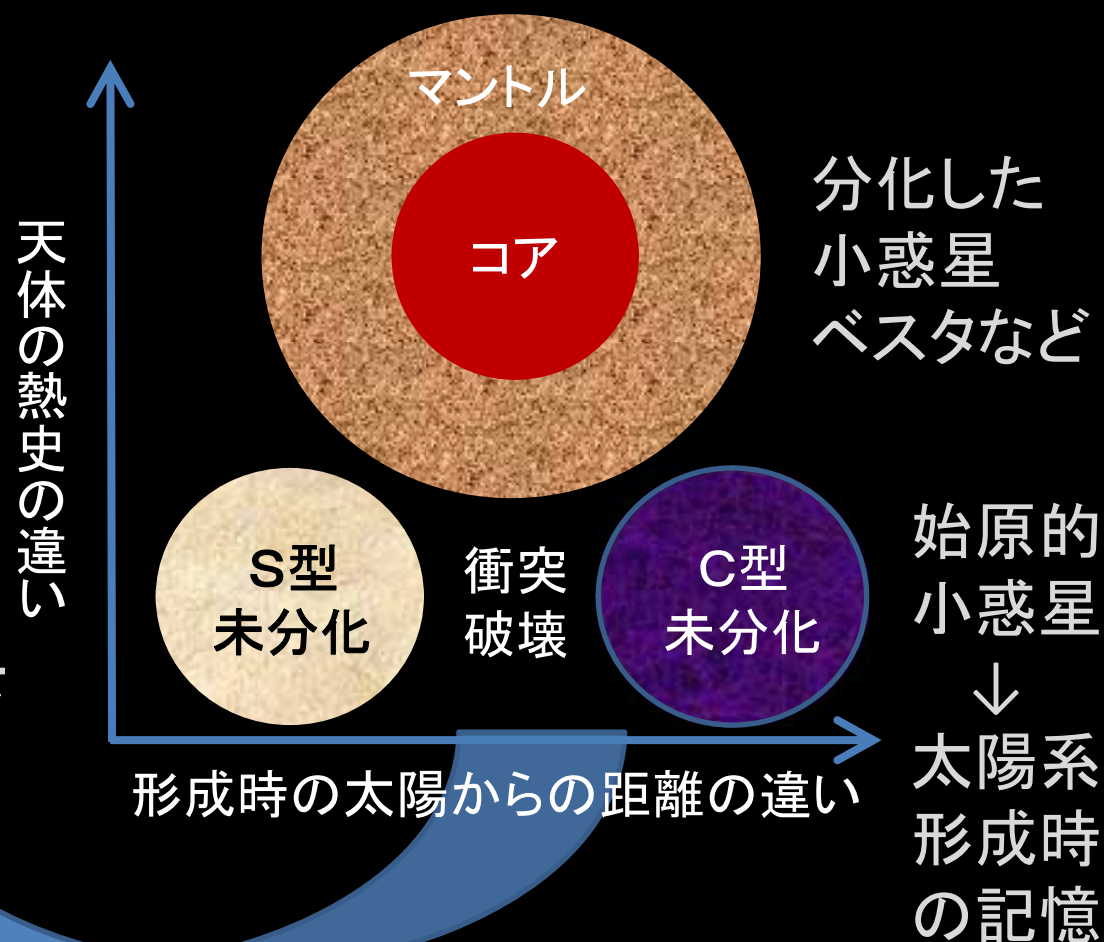 マントル
コア
分化した
小惑星
ベスタなど
天体の熱史の違い
S型
未分化
衝突
破壊
C型
未分化
始原的
小惑星
↓
太陽系
形成時
の記憶
形成時の太陽からの距離の違い